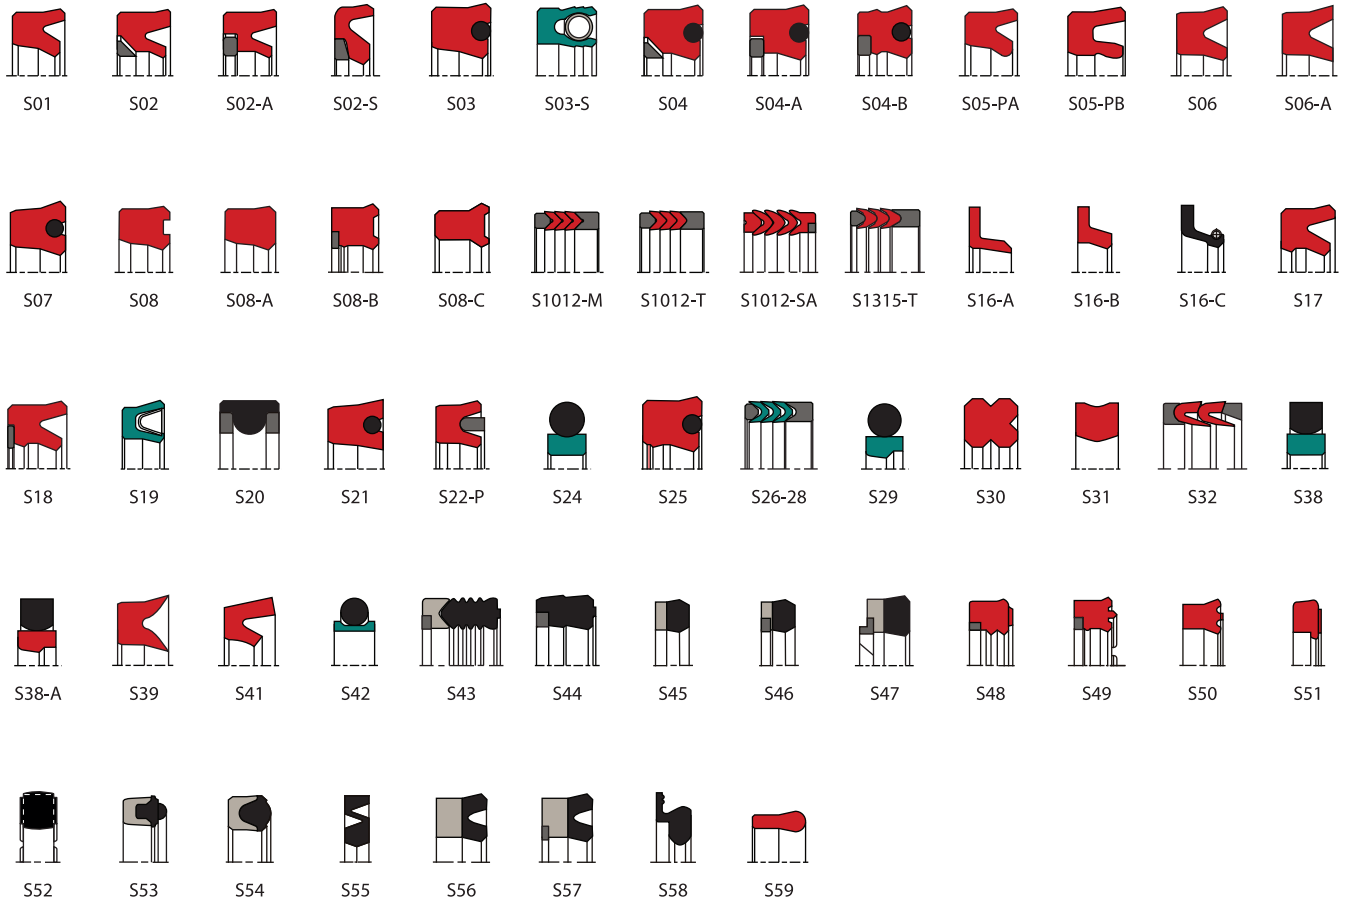 S01 S02 S02-A S02-S S03 S03-S S04 S04-A S04-B S05-PA S05-PB S06 S06-A
S07 S08 S08-A S08-B S08-C S1012-M S1012-T S1012-SA S1315-T S16-A S16-B S16-C S17
S18 S19 S20 S21 S22-P S24 S25 S26-28 S29 S30 S31 S32 S38
S38-A S39 S41 S42 S43 S44 S45 S46 S47 S48 S49 S50 S51
S52 S53 S54 S55 S56 S57 S58 S59